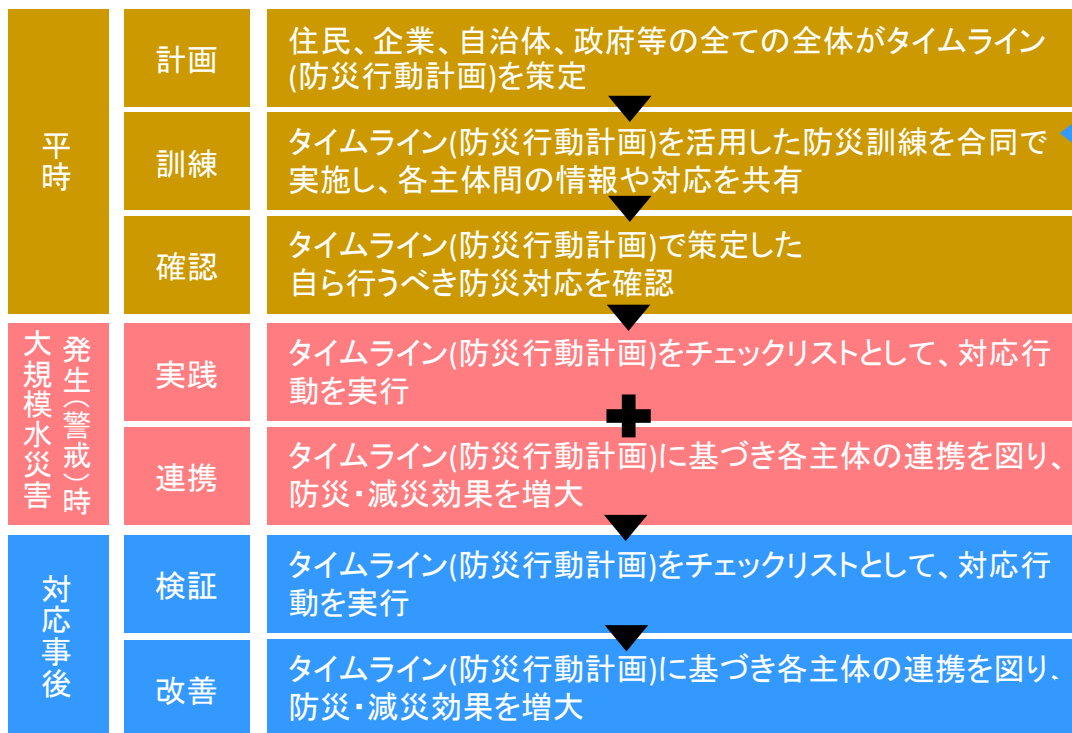 平時
計画
住民、企業、自治体、政府等の全ての全体がタイムライン
(防災行動計画)を策定
訓練
タイムライン(防災行動計画)を活用した防災訓練を合同で
実施し、各主体間の情報や対応を共有
確認
タイムライン(防災行動計画)で策定した
自ら行うべき防災対応を確認
大規模水災害
発生(警戒)時
実践
タイムライン(防災行動計画)をチェックリストとして、対応行
動を実行
連携
タイムライン(防災行動計画)に基づき各主体の連携を図り、
防災・減災効果を増大
対応事後
検証
タイムライン(防災行動計画)をチェックリストとして、対応行
動を実行
改善
タイムライン(防災行動計画)に基づき各主体の連携を図り、
防災・減災効果を増大